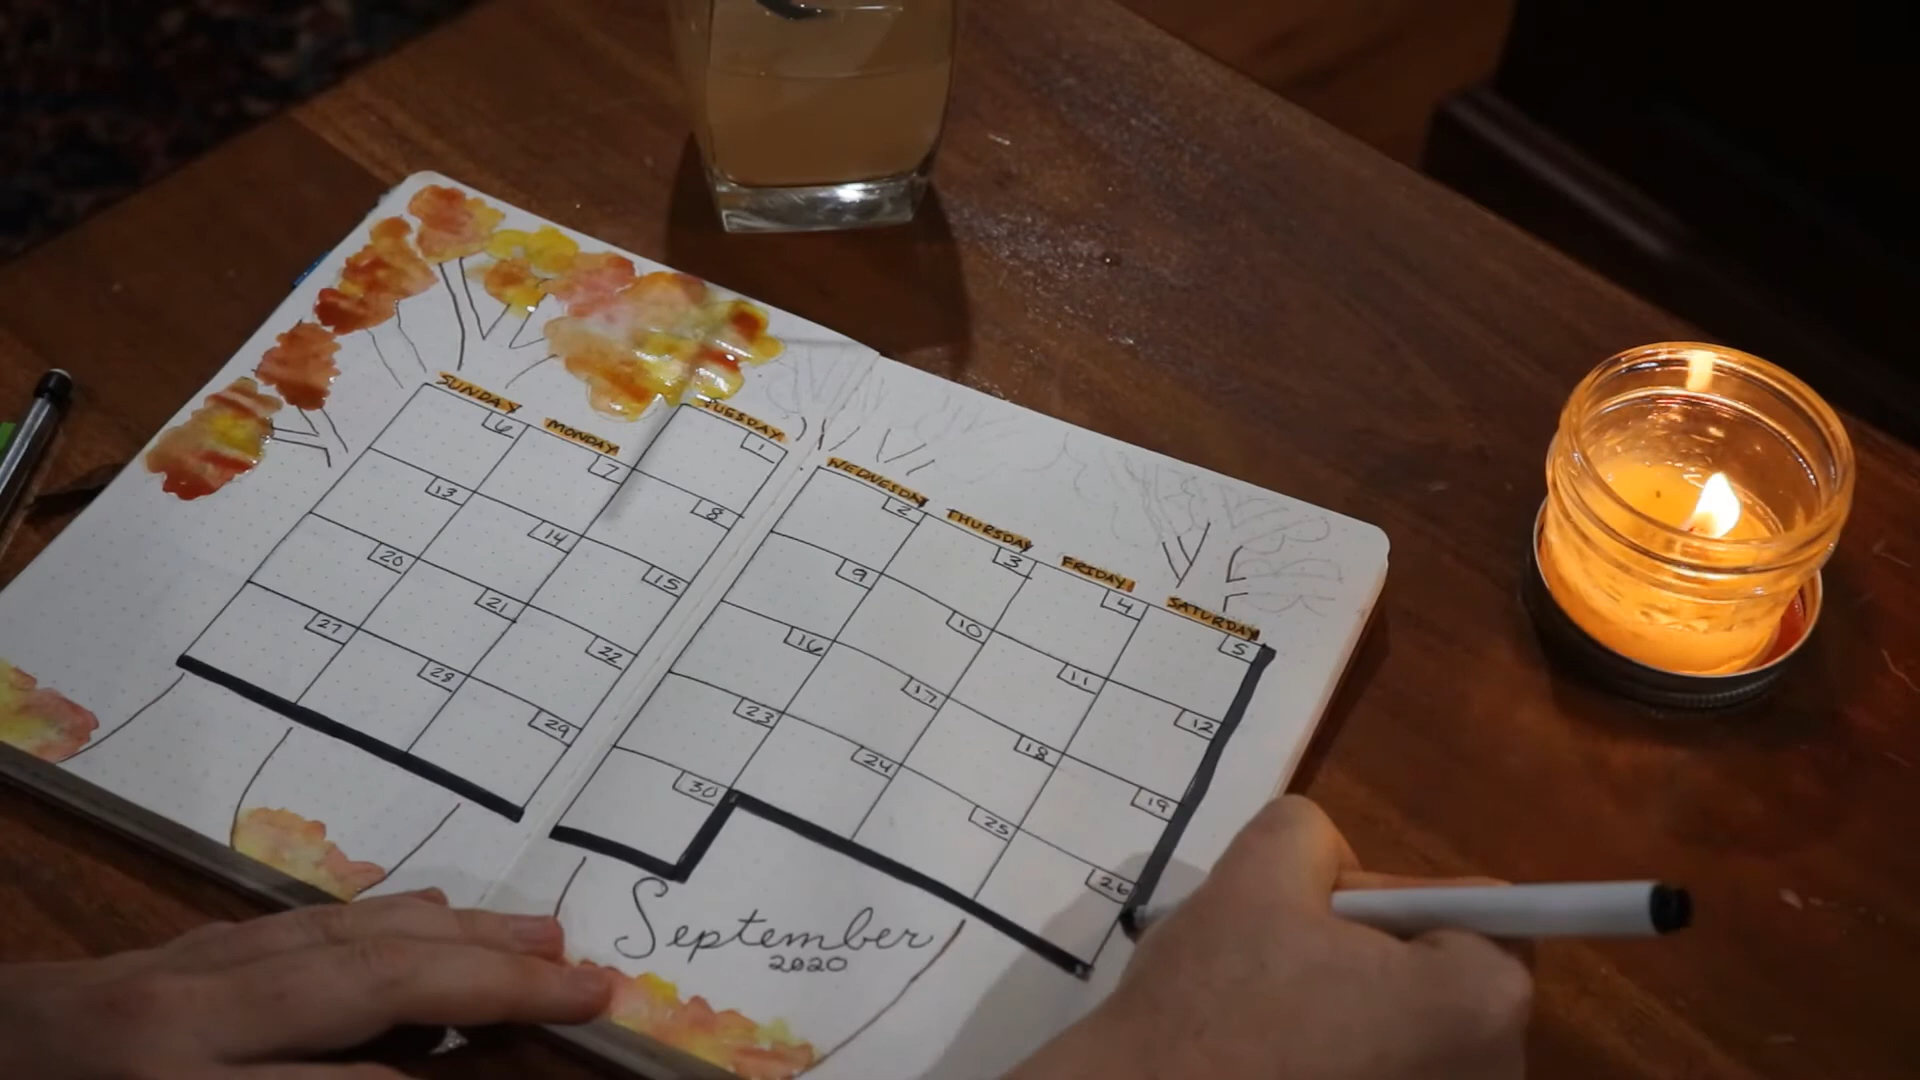 SUNDAY MONDAY TUESDAY WEDNESDAY THURSDAY FRIDAY SATURDAY
1 2 3 4 5
6 7 8 9 10 11 12
13 14 15 16 17 18 19
20 21 22 23 24 25 26
27 28 29 30
September
2020